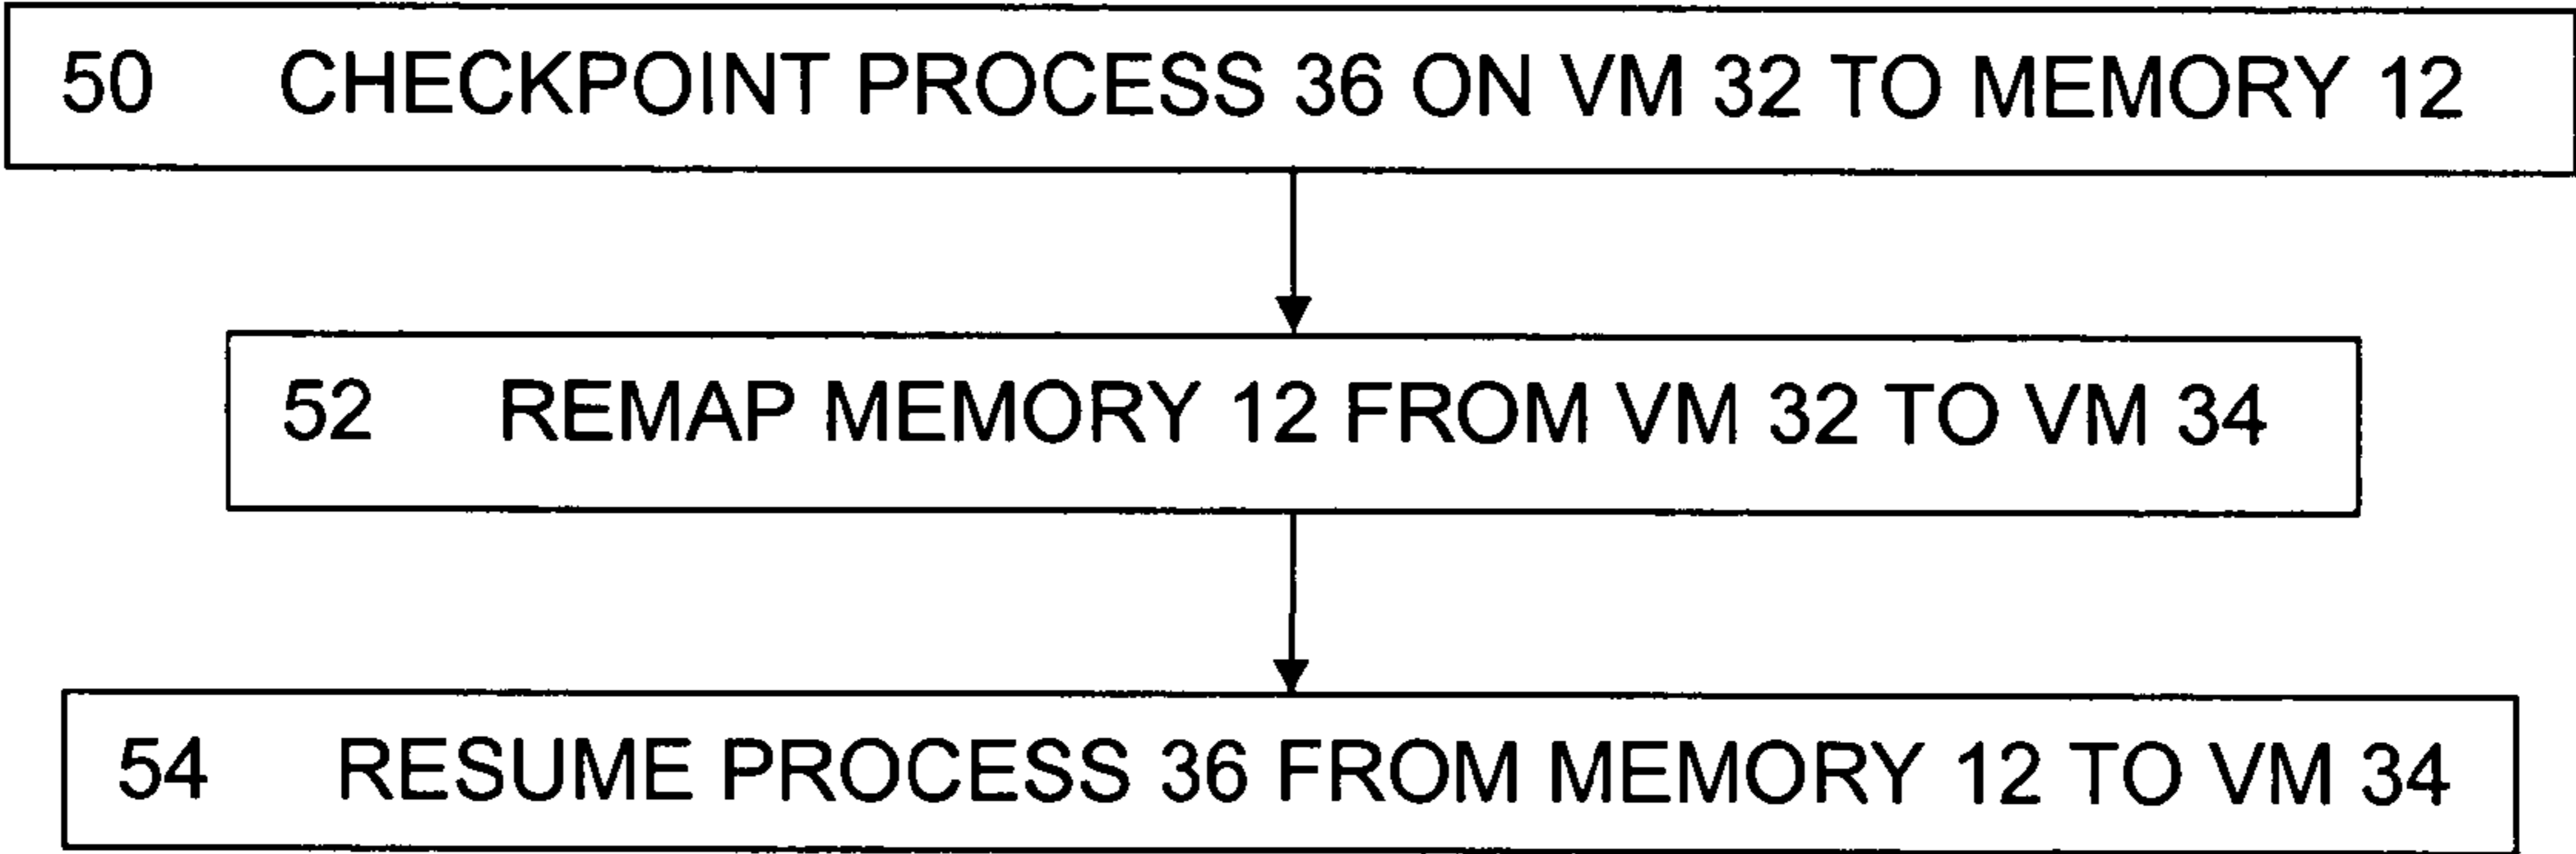 50 CHECKPOINT PROCESS 36 ON VM 32 TO MEMORY 12
52 REMAP MEMORY 12 FROM VM 32 TO VM 34
54 RESUME PROCESS 36 FROM MEMORY 12 TO VM 34